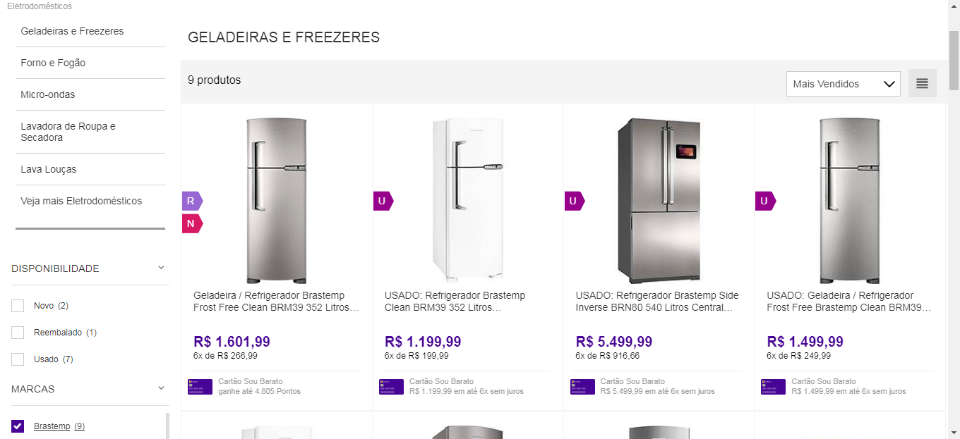 Eletrodomésticos
Geladeiras e Freezeres
Forno e Fogão
Micro-ondas
Lavadora de Roupa e
Secadora
Lava Louças
Veja mais Eletrodomésticos
DISPONIBILIDADE
Novo (2)
Reembalado (1)
Usado (7)
MARCAS
Brastemp (9)
GELADEIRAS E FREEZERES
9 produtos
Mais Vendidos
R
N
Geladeira / Refrigerador Brastemp
Frost Free Clean BRM39 352 Litros...
R$ 1.601,99
6x de R$ 266,99
Cartão Sou Barato
ganhe até 4.805 Pontos
U
USADO: Refrigerador Brastemp
Clean BRM39 352 Litros...
R$ 1.199,99
6x de R$ 199,99
Cartão Sou Barato
R$ 1.199,99 em até 6x sem juros
U
USADO: Refrigerador Brastemp Side
Inverse BRN80 540 Litros Central...
R$ 5.499,99
6x de R$ 916,66
Cartão Sou Barato
R$ 5.499,99 em até 6x sem juros
U
USADO: Geladeira / Refrigerador
Frost Free Brastemp Clean BRM39...
R$ 1.499,99
6x de R$ 249,99
Cartão Sou Barato
R$ 1.499,99 em até 6x sem juros